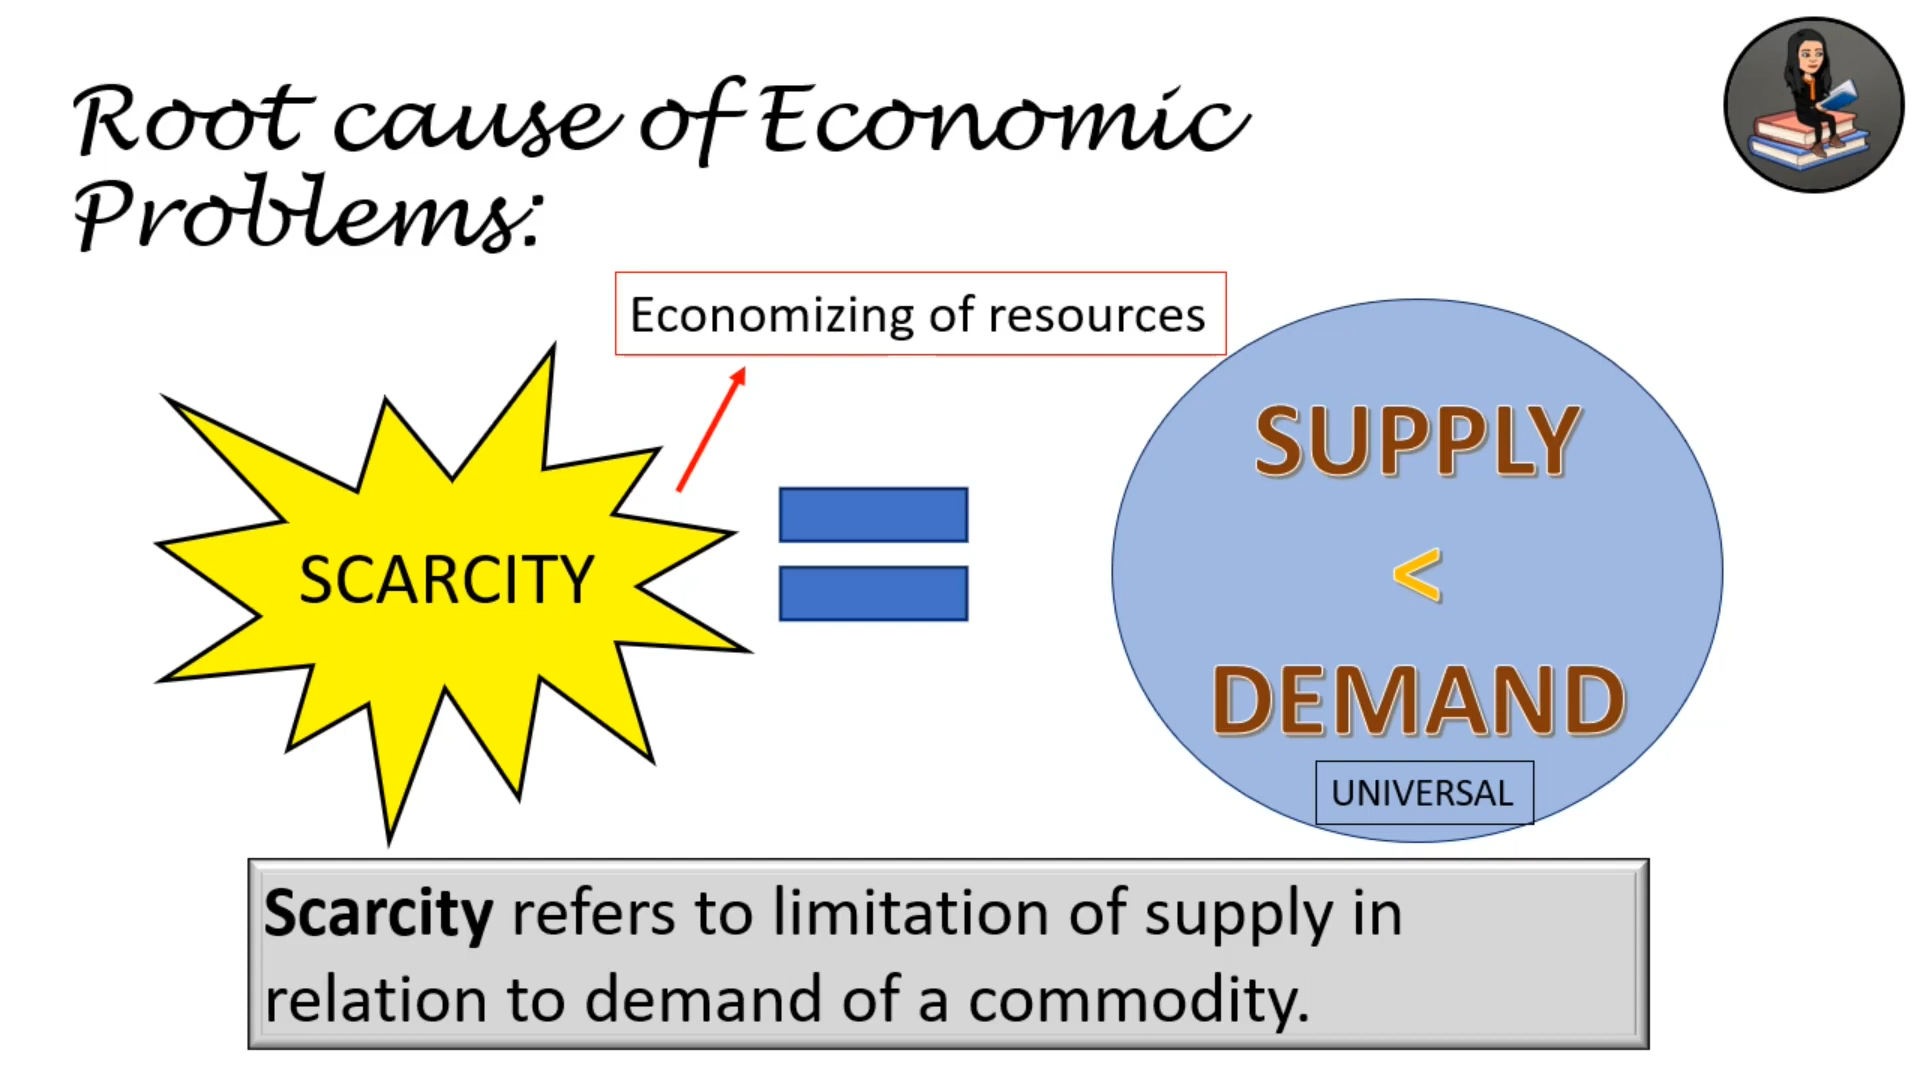 Root cause of Economic
Problems:
Economizing of resources
SCARCITY
SUPPLY
<
DEMAND
UNIVERSAL
Scarcity refers to limitation of supply in
relation to demand of a commodity.